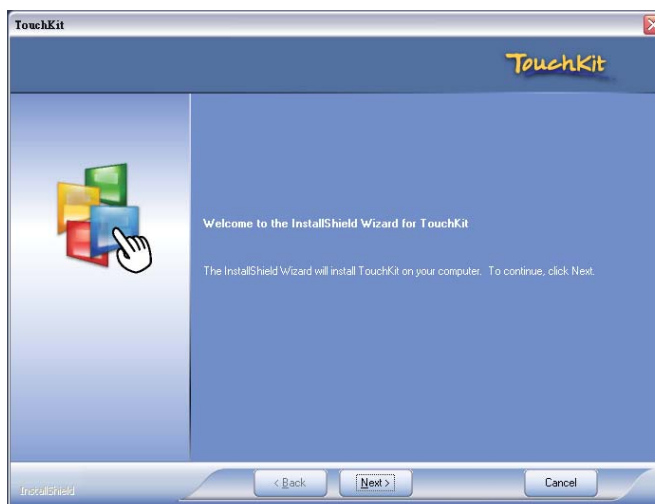 TouchKit
TouchKit
Welcome to the InstallShield Wizard for TouchKit
The InstallShield Wizard will install TouchKit on your computer. To continue, click Next.
InstallShield
< Back
Next >
Cancel